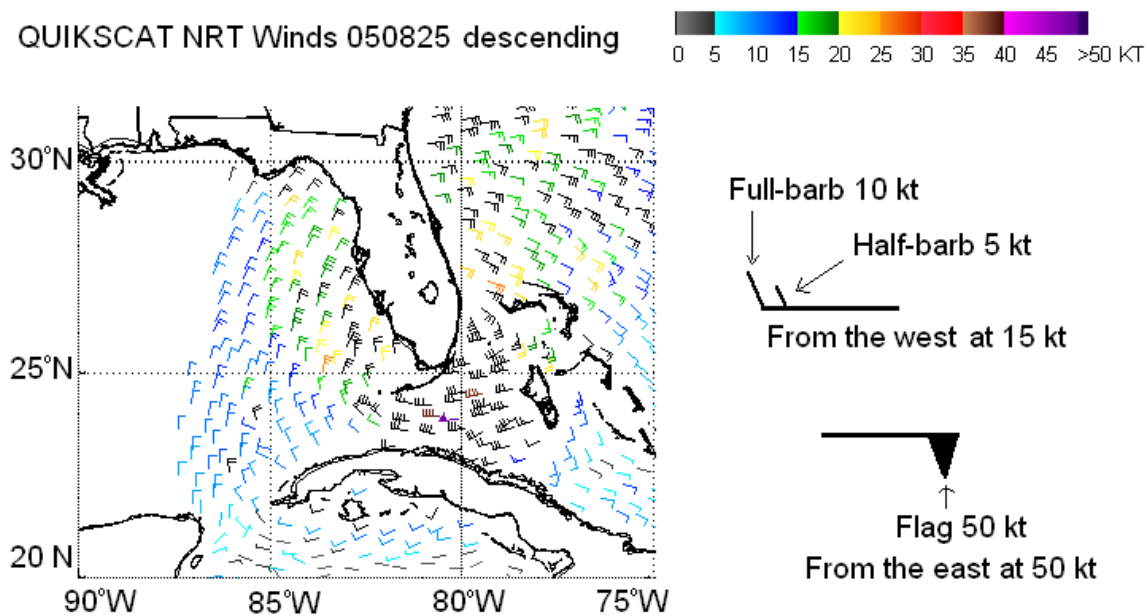 QUIKSCAT NRT Winds 050825 descending
0 5 10 15 20 25 30 35 40 45 >50 KT
30°N
25°N
20 N
90°W 85°W 80°W 75°W
Full-barb 10 kt
Half-barb 5 kt
From the west at 15 kt
Flag 50 kt
From the east at 50 kt